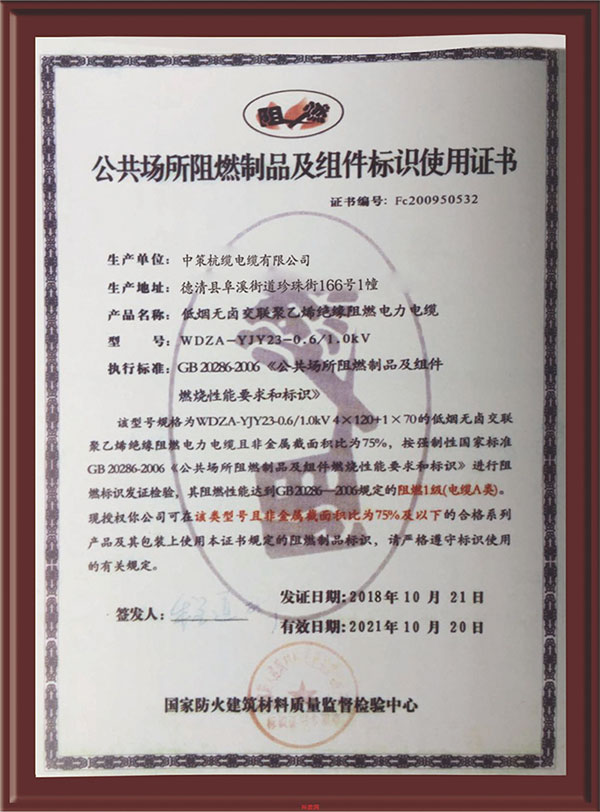 阻燃
公共场所阻燃制品及组件标识使用证书
证书编号: Fc200950532
生产单位: 中策杭缆电缆有限公司
生产地址: 德清县阜溪街道珍珠街166号1幢
产品名称: 低烟无卤交联聚乙烯绝缘阻燃电力电缆
型 号: WDZA-YJY23-0.6/1.0kV
执行标准: GB 20286-2006《公共场所阻燃制品及组件
燃烧性能要求和标识》
该型号规格为WDZA-YJY23-0.6/1.0kV 4×120+1×70的低烟无卤交联
聚乙烯绝缘阻燃电力电缆且非金属截面积比为75%,按强制性国家标准
GB 20286-2006《公共场所阻燃制品及组件燃烧性能要求和标识》进行阻
燃标识发证检验,其阻燃性能达到GB 20286—2006规定的阻燃1级(电缆A类)。
现授权你公司可在该类型号且非金属截面积比为75%及以下的合格系列
产品及其包装上使用本证书规定的阻燃制品标识,请严格遵守标识使用
的有关规定。
发证日期:2018年10月21日
签发人:
有效日期:2021年10月20日
国家防火建筑材料质量监督检验中心